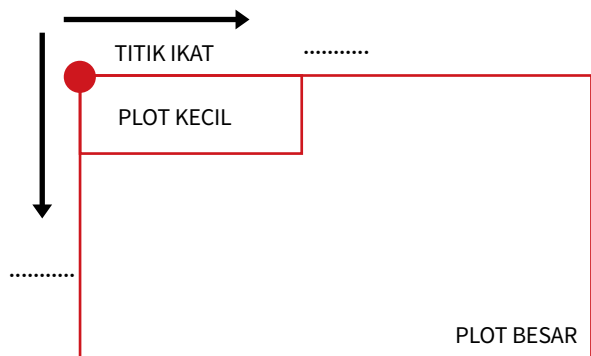 TITIK IKAT
...........
PLOT KECIL
...........
PLOT BESAR